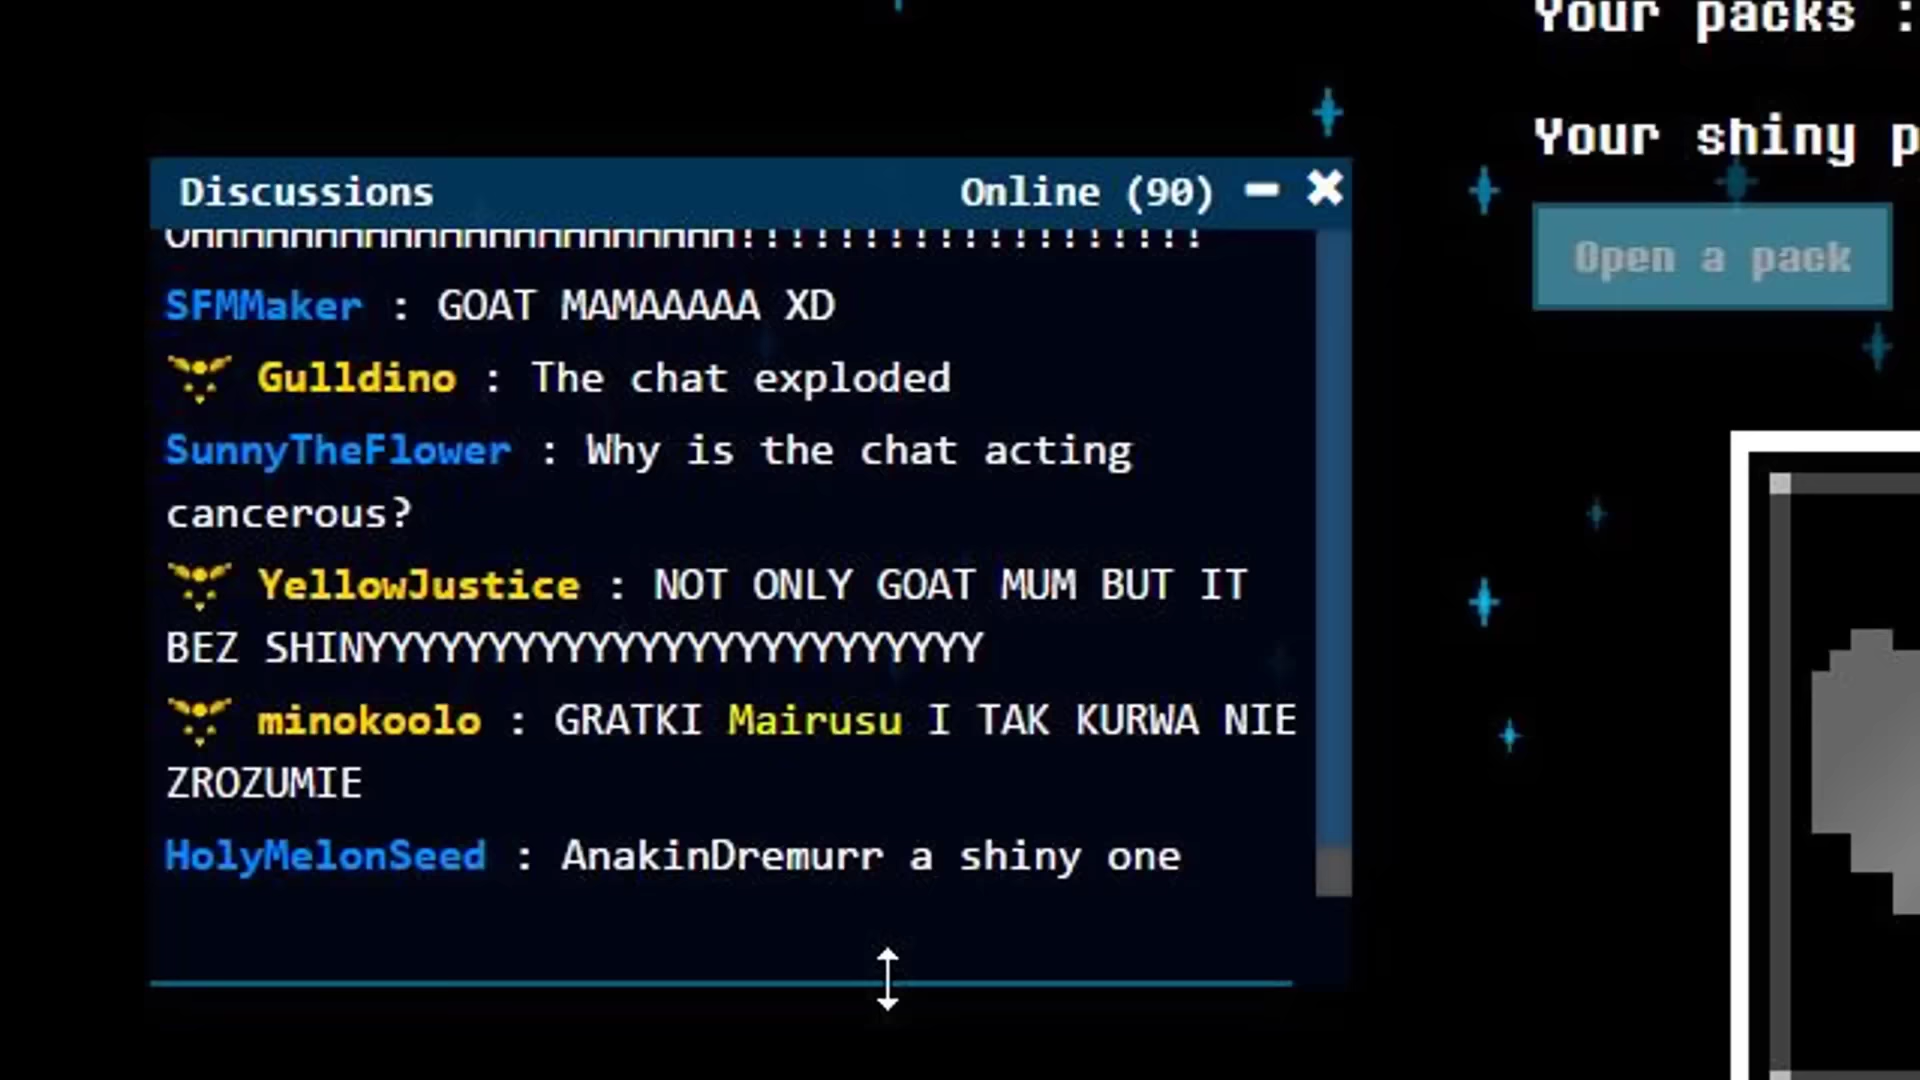 Your packs :
Your shiny p
Open a pack
Discussions Online (90)
SFMMaker : GOAT MAMAAAAA XD
Gulldino : The chat exploded
SunnyTheFlower : Why is the chat acting
cancerous?
YellowJustice : NOT ONLY GOAT MUM BUT IT
BEZ SHINYYYYYYYYYYYYYYYYYYYYYYYYY
minokoolo : GRATKI Mairusu I TAK KURWA NIE
ZROZUMIE
HolyMelonSeed : AnakinDremurr a shiny one